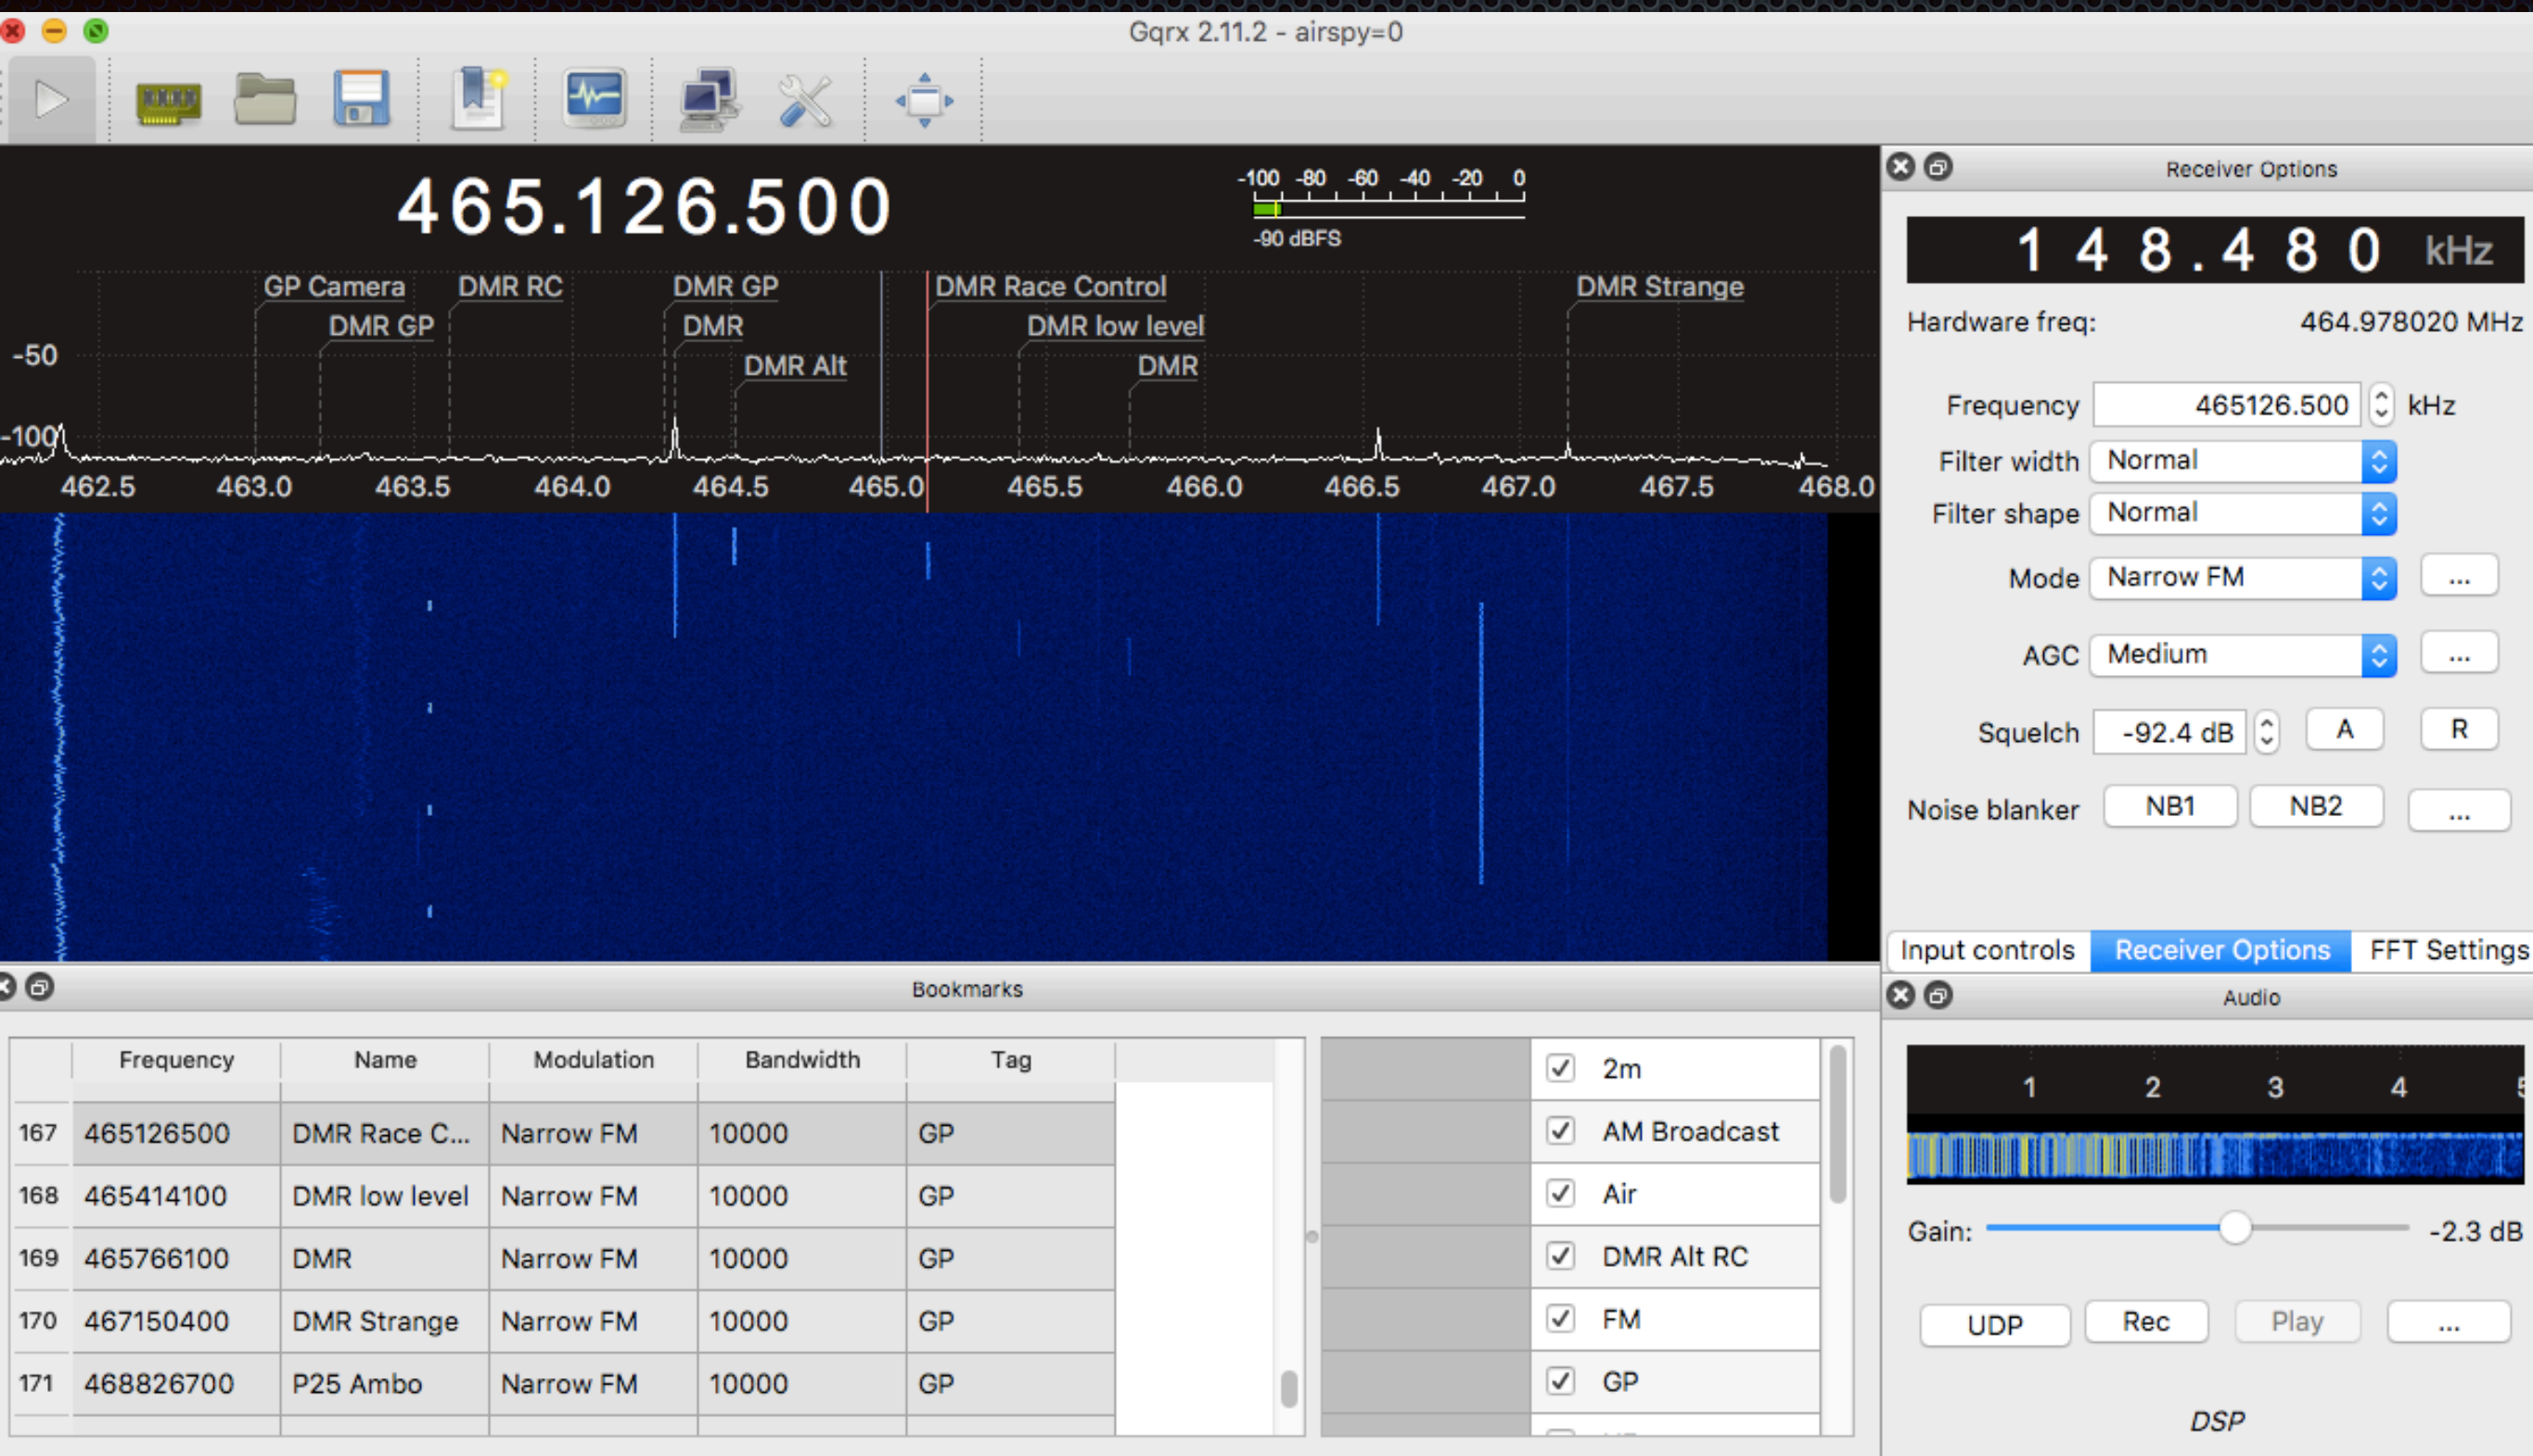 Gqrx 2.11.2 - airspy=0
465.126.500
-100 -80 -60 -40 -20 0
-90 dBFS
GP Camera DMR RC DMR GP DMR Race Control DMR Strange
DMR GP DMR DMR low level
DMR Alt DMR
-50
-100
462.5 463.0 463.5 464.0 464.5 465.0 465.5 466.0 466.5 467.0 467.5 468.0
Receiver Options
148.480 kHz
Hardware freq: 464.978020 MHz
Frequency 465126.500 kHz
Filter width Normal
Filter shape Normal
Mode Narrow FM ...
AGC Medium ...
Squelch -92.4 dB A R
Noise blanker NB1 NB2 ...
Input controls Receiver Options FFT Settings
Bookmarks
Frequency Name Modulation Bandwidth Tag
167 465126500 DMR Race C... Narrow FM 10000 GP
168 465414100 DMR low level Narrow FM 10000 GP
169 465766100 DMR Narrow FM 10000 GP
170 467150400 DMR Strange Narrow FM 10000 GP
171 468826700 P25 Ambo Narrow FM 10000 GP
2m
AM Broadcast
Air
DMR Alt RC
FM
GP
Audio
1 2 3 4
Gain: -2.3 dB
UDP Rec Play ...
DSP